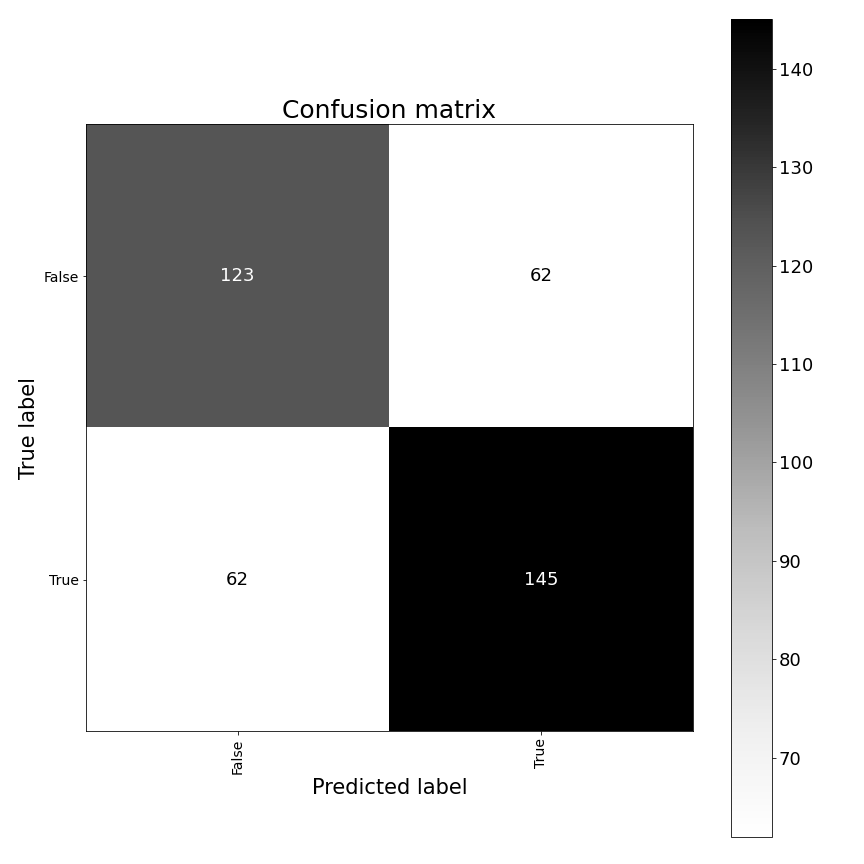 Confusion matrix
123 62
62 145
False
True
True label
False
True
Predicted label
140
130
120
110
100
90
80
70